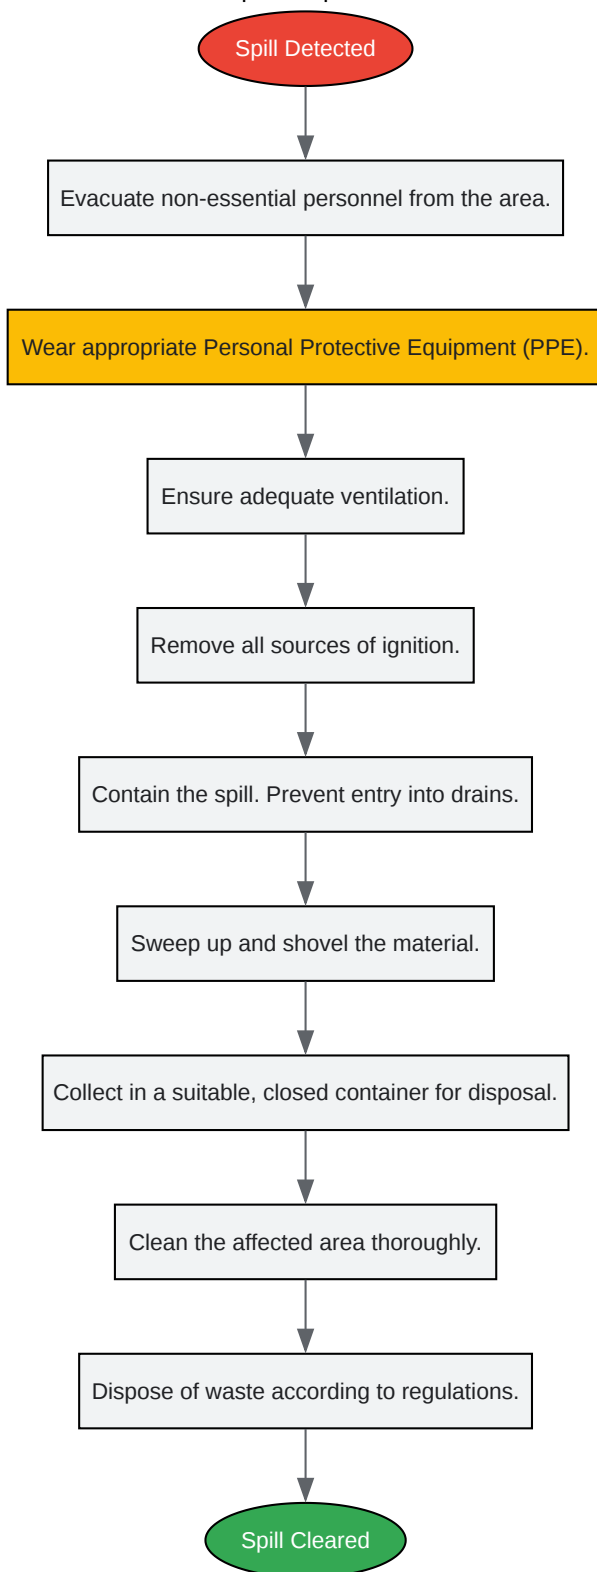 Spill Detected
Evacuate non-essential personnel from the area.
Wear appropriate Personal Protective Equipment (PPE).
Ensure adequate ventilation.
Remove all sources of ignition.
Contain the spill. Prevent entry into drains.
Sweep up and shovel the material.
Collect in a suitable, closed container for disposal.
Clean the affected area thoroughly.
Dispose of waste according to regulations.
Spill Cleared